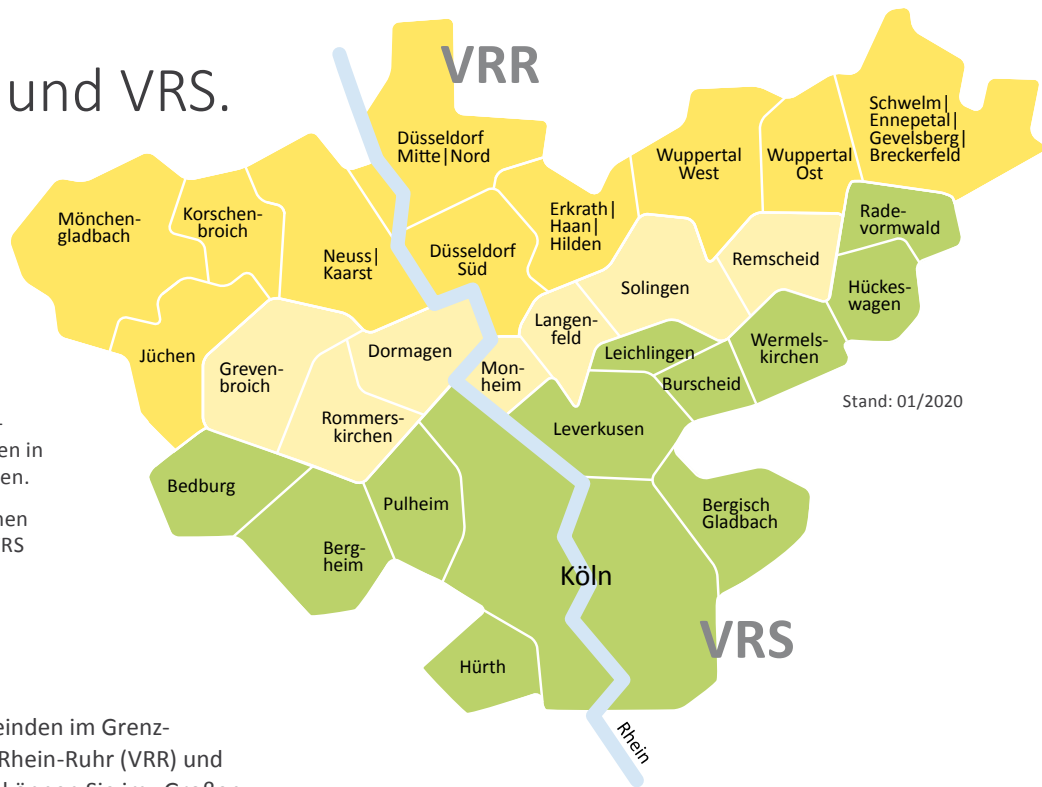 und VRS.
VRR
Schwelm|
Ennepetal|
Gevelsberg|
Breckerfeld
Düsseldorf
Mitte|Nord
Wuppertal
West
Wuppertal
Ost
Mönchen-
gladbach
Korschen-
broich
Erkrath|
Haan|
Hilden
Rade-
vormwald
Neuss|
Kaarst
Düsseldorf
Süd
Remscheid
Solingen
Hückes-
wagen
Langen-
feld
Jüchen
Greven-
broich
Dormagen
Mon-
heim
Leichlingen
Wermels-
kirchen
Burscheid
Stand: 01/2020
Rommers-
kirchen
Leverkusen
-
en in
en.
nen
RS
Bedburg
Pulheim
Bergisch
Gladbach
Berg-
heim
Köln
VRS
Hürth
Rhein
einden im Grenz-
Rhein-Ruhr (VRR) und